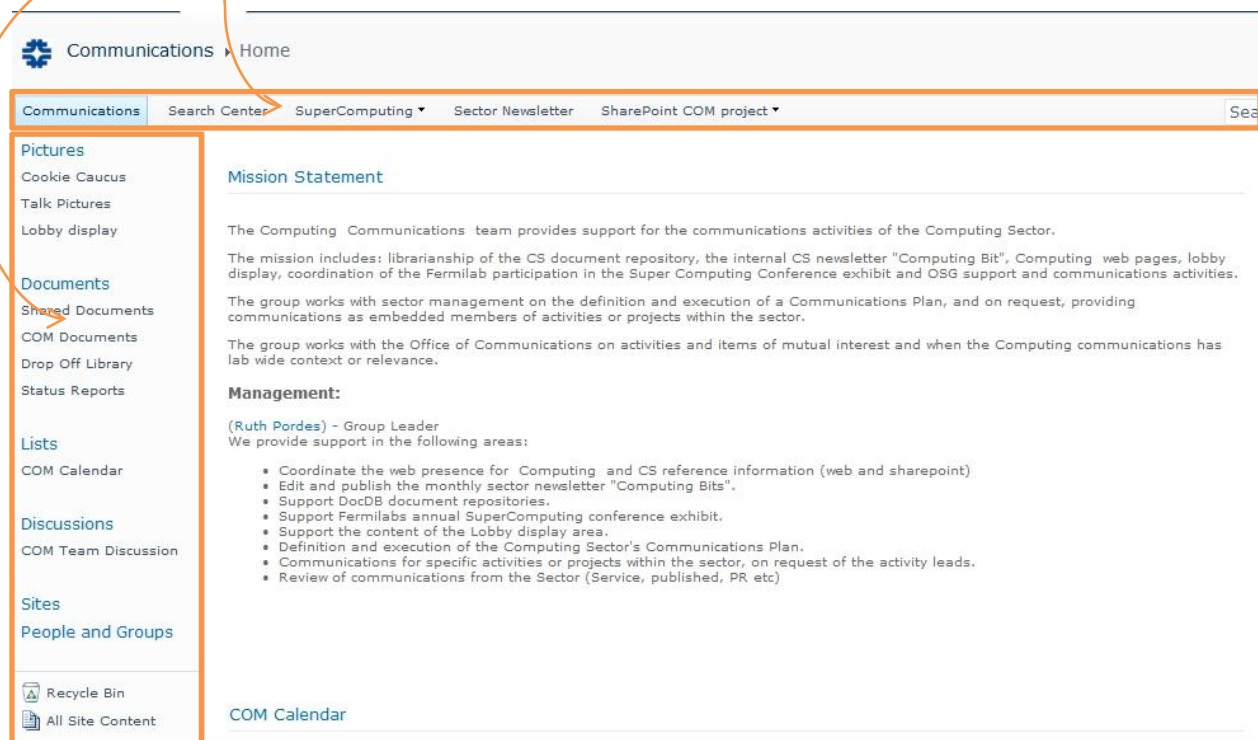 Communications ▸ Home
Communications Search Center SuperComputing ▾ Sector Newsletter SharePoint COM project ▾ Sea
Pictures
Cookie Caucus
Talk Pictures
Lobby display
Documents
Shared Documents
COM Documents
Drop Off Library
Status Reports
Lists
COM Calendar
Discussions
COM Team Discussion
Sites
People and Groups
Recycle Bin
All Site Content
Mission Statement
The Computing Communications team provides support for the communications activities of the Computing Sector.
The mission includes: librarianship of the CS document repository, the internal CS newsletter "Computing Bit", Computing web pages, lobby
display, coordination of the Fermilab participation in the Super Computing Conference exhibit and OSG support and communications activities.
The group works with sector management on the definition and execution of a Communications Plan, and on request, providing
communications as embedded members of activities or projects within the sector.
The group works with the Office of Communications on activities and items of mutual interest and when the Computing communications has
lab wide context or relevance.
Management:
(Ruth Pordes) - Group Leader
We provide support in the following areas:
• Coordinate the web presence for Computing and CS reference information (web and sharepoint)
• Edit and publish the monthly sector newsletter "Computing Bits".
• Support DocDB document repositories.
• Support Fermilabs annual SuperComputing conference exhibit.
• Support the content of the Lobby display area.
• Definition and execution of the Computing Sector's Communications Plan.
• Communications for specific activities or projects within the sector, on request of the activity leads.
• Review of communications from the Sector (Service, published, PR etc)
COM Calendar